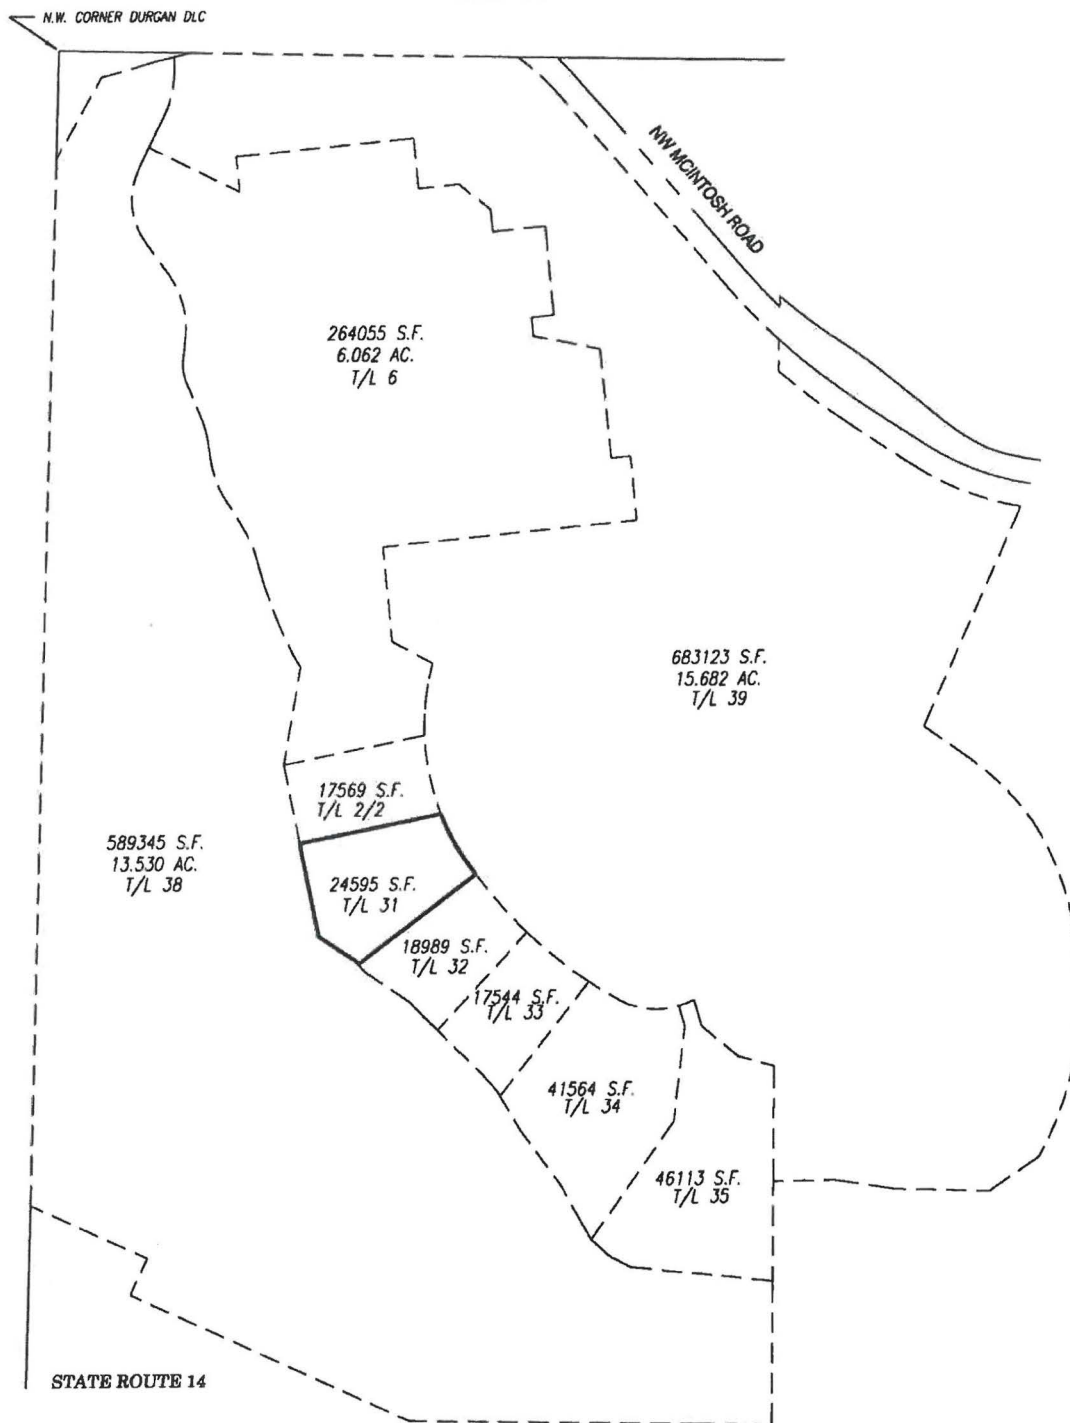 N.W. CORNER DURGAN DLC
NW MCINTOSH ROAD
264055 S.F.
6.062 AC.
T/L 6
683123 S.F.
15.682 AC.
T/L 39
17569 S.F.
T/L 2/2
589345 S.F.
13.530 AC.
T/L 38
24595 S.F.
T/L 31
18989 S.F.
T/L 32
17544 S.F.
T/L 33
41564 S.F.
T/L 34
46113 S.F.
T/L 35
STATE ROUTE 14